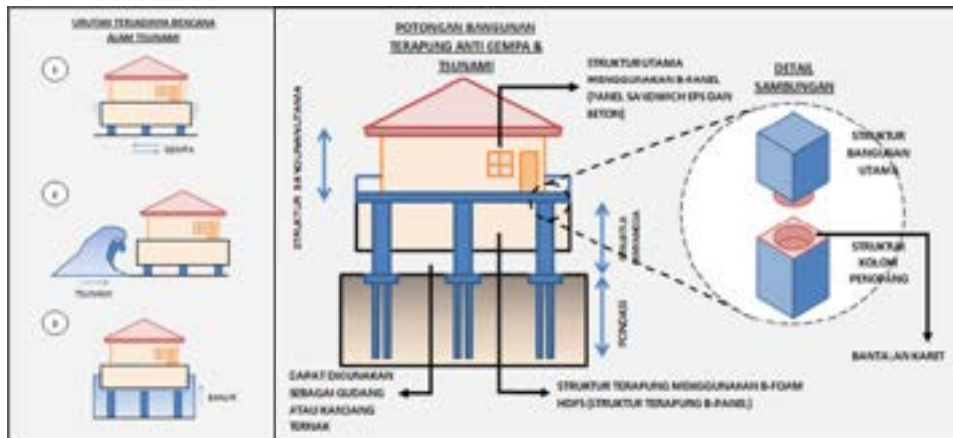 URUTAN TERJADINYA BENCANA
ALAM TSUNAMI
1
GEMPA
2
TSUNAMI
3
BANJIR
POTONGAN BANGUNAN
TERAPUNG ANTI GEMPA &
TSUNAMI
STRUKTUR BANGUNAN UTAMA
STRUKTUR UTAMA
MENGGUNAKAN B-PANEL
(PANEL SANDWICH EPS DAN
BETON)
DETAIL
SAMBUNGAN
STRUKTUR
BANGUNAN
UTAMA
STRUKTUR
KOLOM
PENOPANG
BANTALAN KARET
STRUKTUR
PONDASI
DAPAT DIGUNAKAN
SEBAGAI GUDANG
ATAU KANDANG
TERNAK
STRUKTUR TERAPUNG MENGGUNAKAN B-FOAM
(STRUKTUR TERAPUNG B-PANEL)